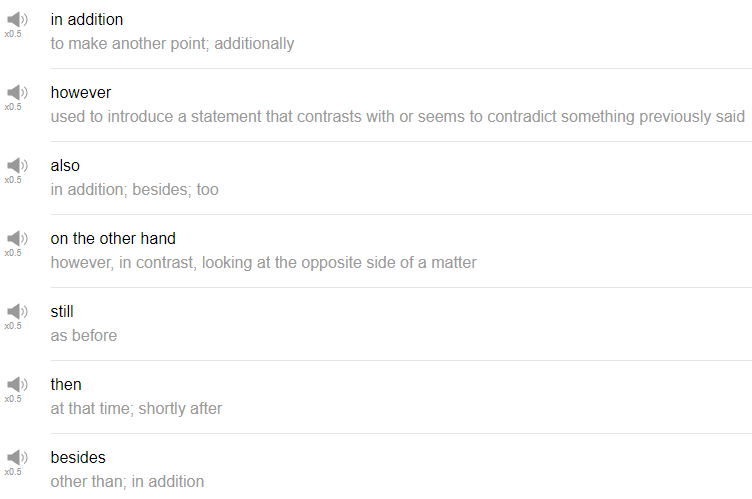 in addition
x0.5
to make another point; additionally
however
x0.5
used to introduce a statement that contrasts with or seems to contradict something previously said
also
x0.5
in addition; besides; too
on the other hand
x0.5
however, in contrast, looking at the opposite side of a matter
still
x0.5
as before
then
x0.5
at that time; shortly after
besides
x0.5
other than; in addition